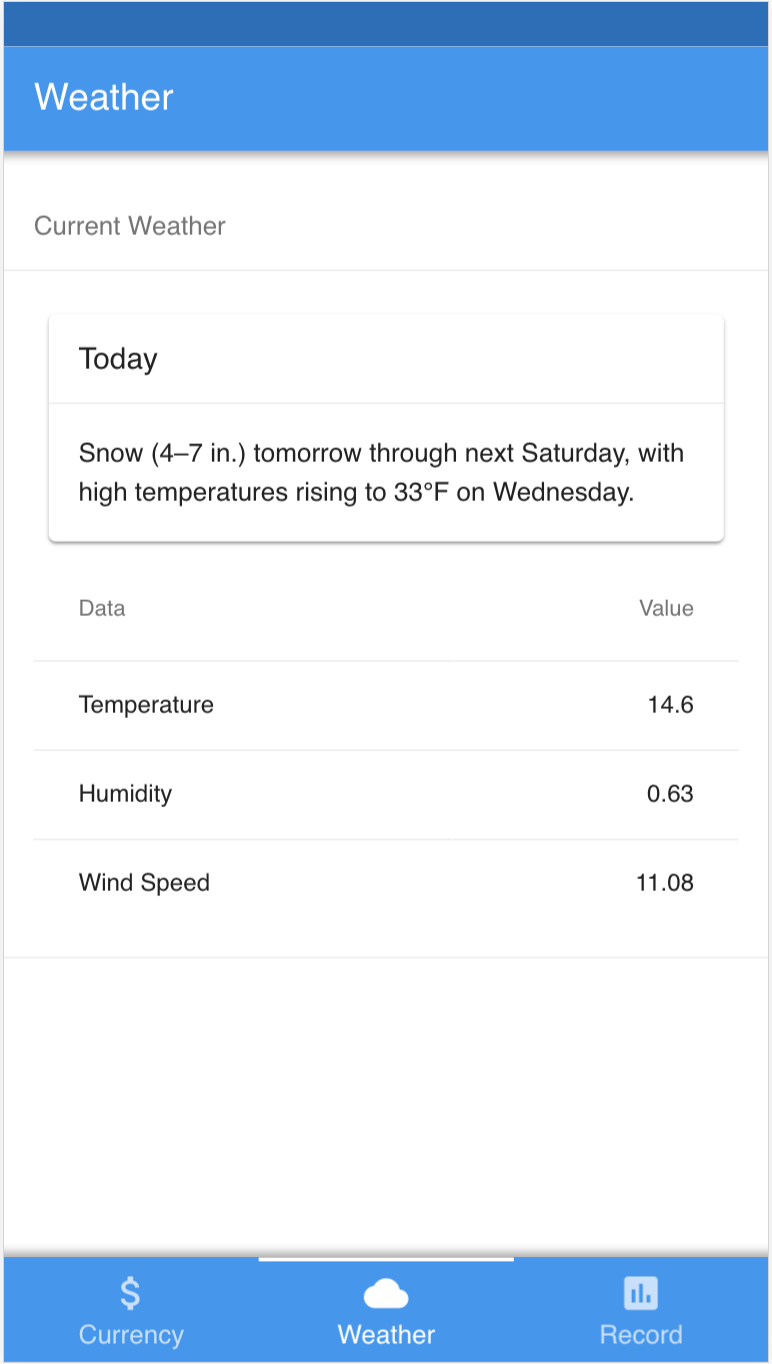 Weather
Current Weather
Today
Snow (4–7 in.) tomorrow through next Saturday, with
high temperatures rising to 33°F on Wednesday.
Data Value
Temperature 14.6
Humidity 0.63
Wind Speed 11.08
$
Currency Weather Record